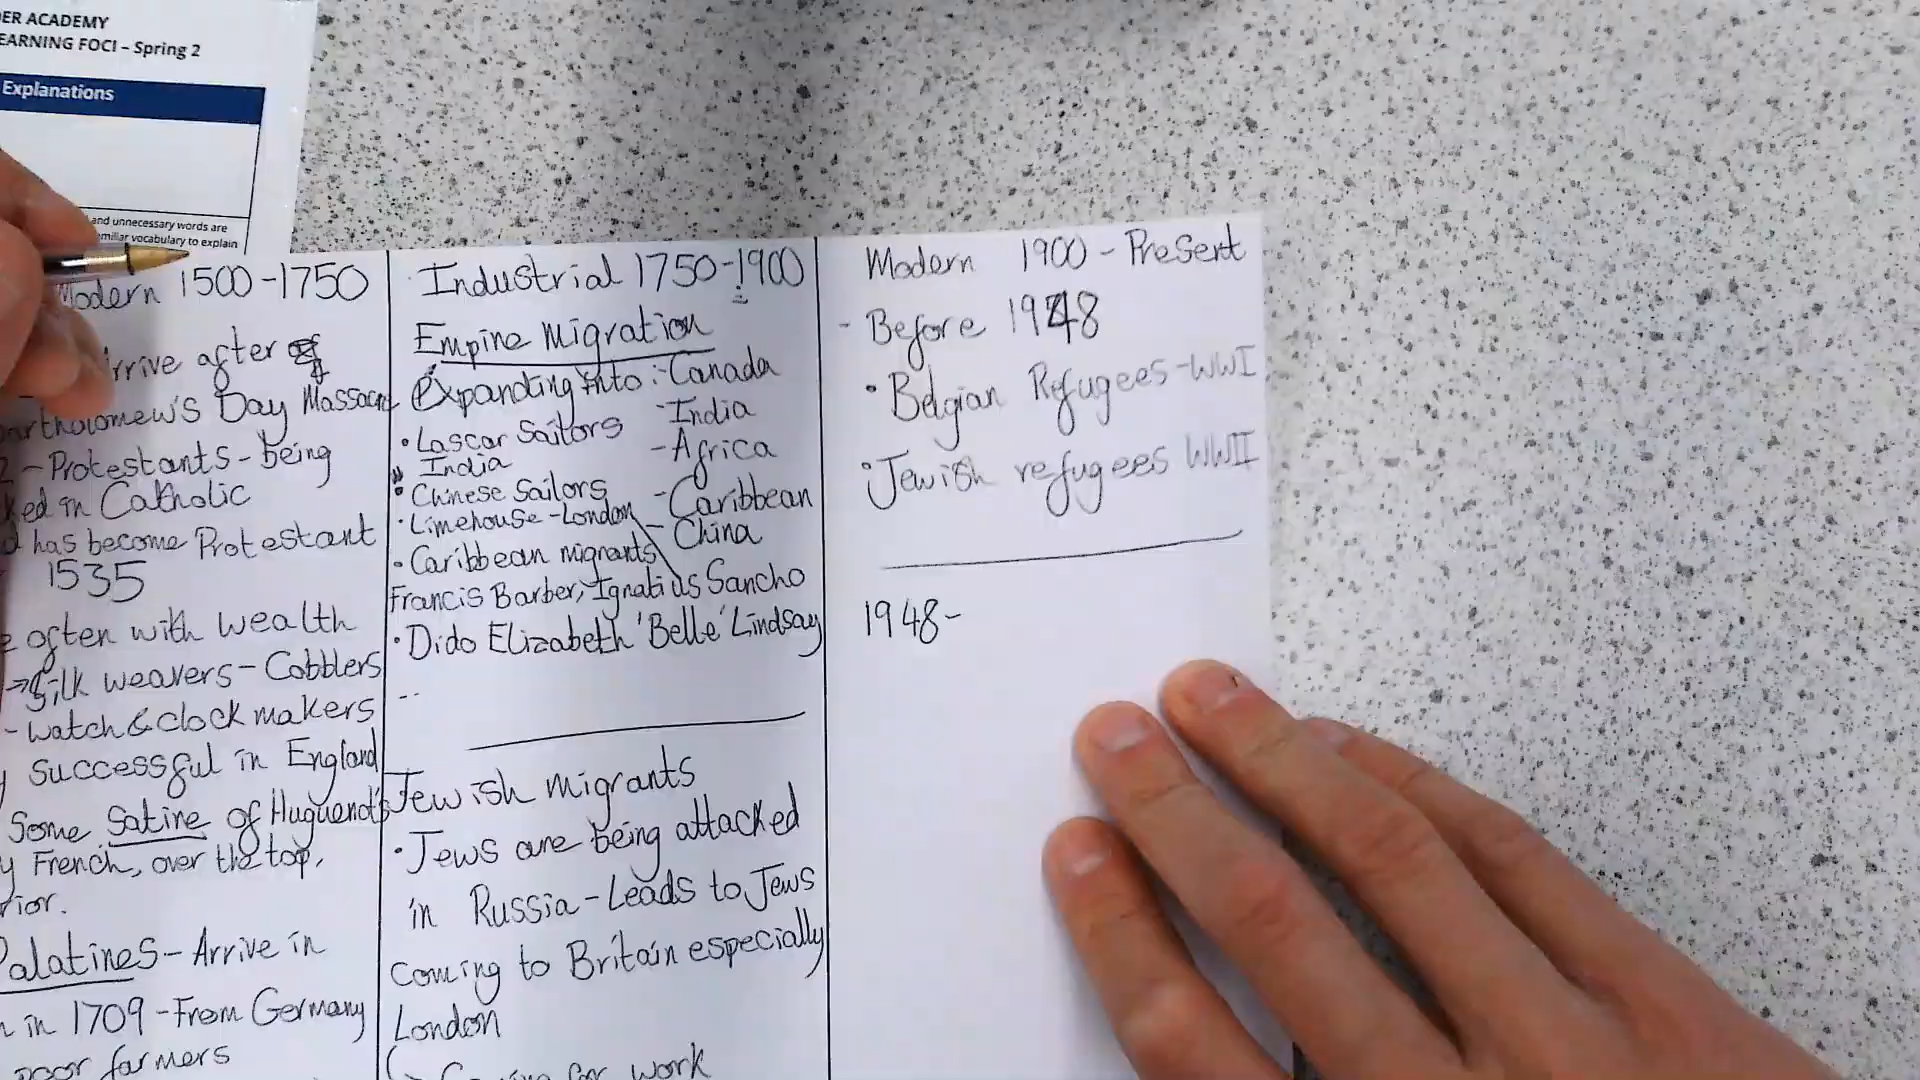 ER ACADEMY
EARNING FOCI – Spring 2
Explanations
and unnecessary words are
miliar vocabulary to explain
Modern 1500-1750
Arrive after
artholomew's Day Massacre
2 - Protestants - being
ked in Catholic
d has become Protestant
1535
e often with wealth
→ Silk weavers - Cobblers
- Watch & clock makers
y Successful in England
Some Satire of Huguenots
y French, over the top,
rior.
Palatines - Arrive in
n in 1709 - From Germany
poor farmers
Industrial 1750-1900
Empire Migration
Expanding into: - Canada
- India
- Africa
- Caribbean
- China
• Lascar Sailors
India
• Chinese Sailors
• Limehouse - London
• Caribbean migrants
Francis Barber, Ignatius Sancho
• Dido Elizabeth 'Belle' Lindsay
Jewish Migrants
• Jews are being attacked
in Russia - Leads to Jews
coming to Britain especially
London
for work
Modern 1900 - Present
- Before 1948
• Belgian Refugees - WWI
• Jewish refugees WWII
1948-